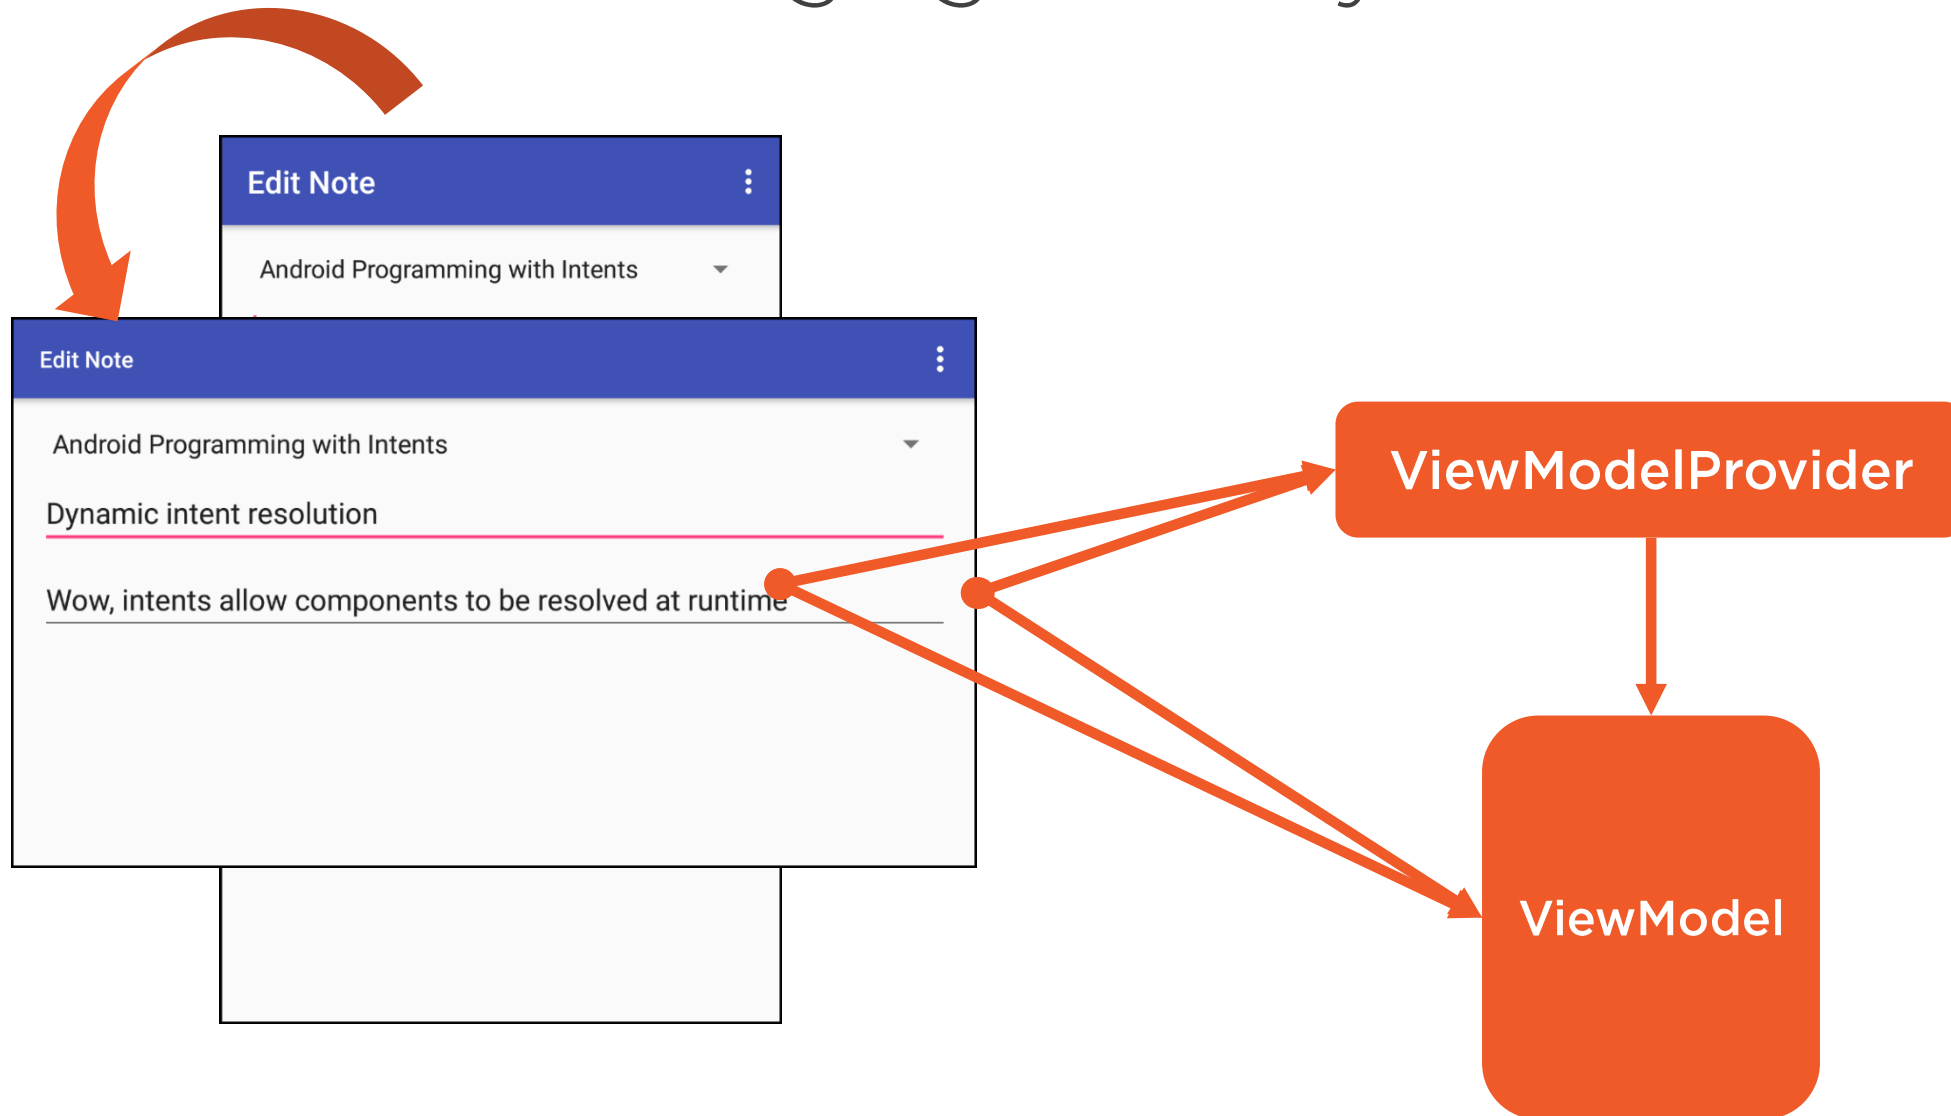 Edit Note
Android Programming with Intents
Edit Note
Android Programming with Intents
Dynamic intent resolution
Wow, intents allow components to be resolved at runtime
ViewModelProvider
ViewModel